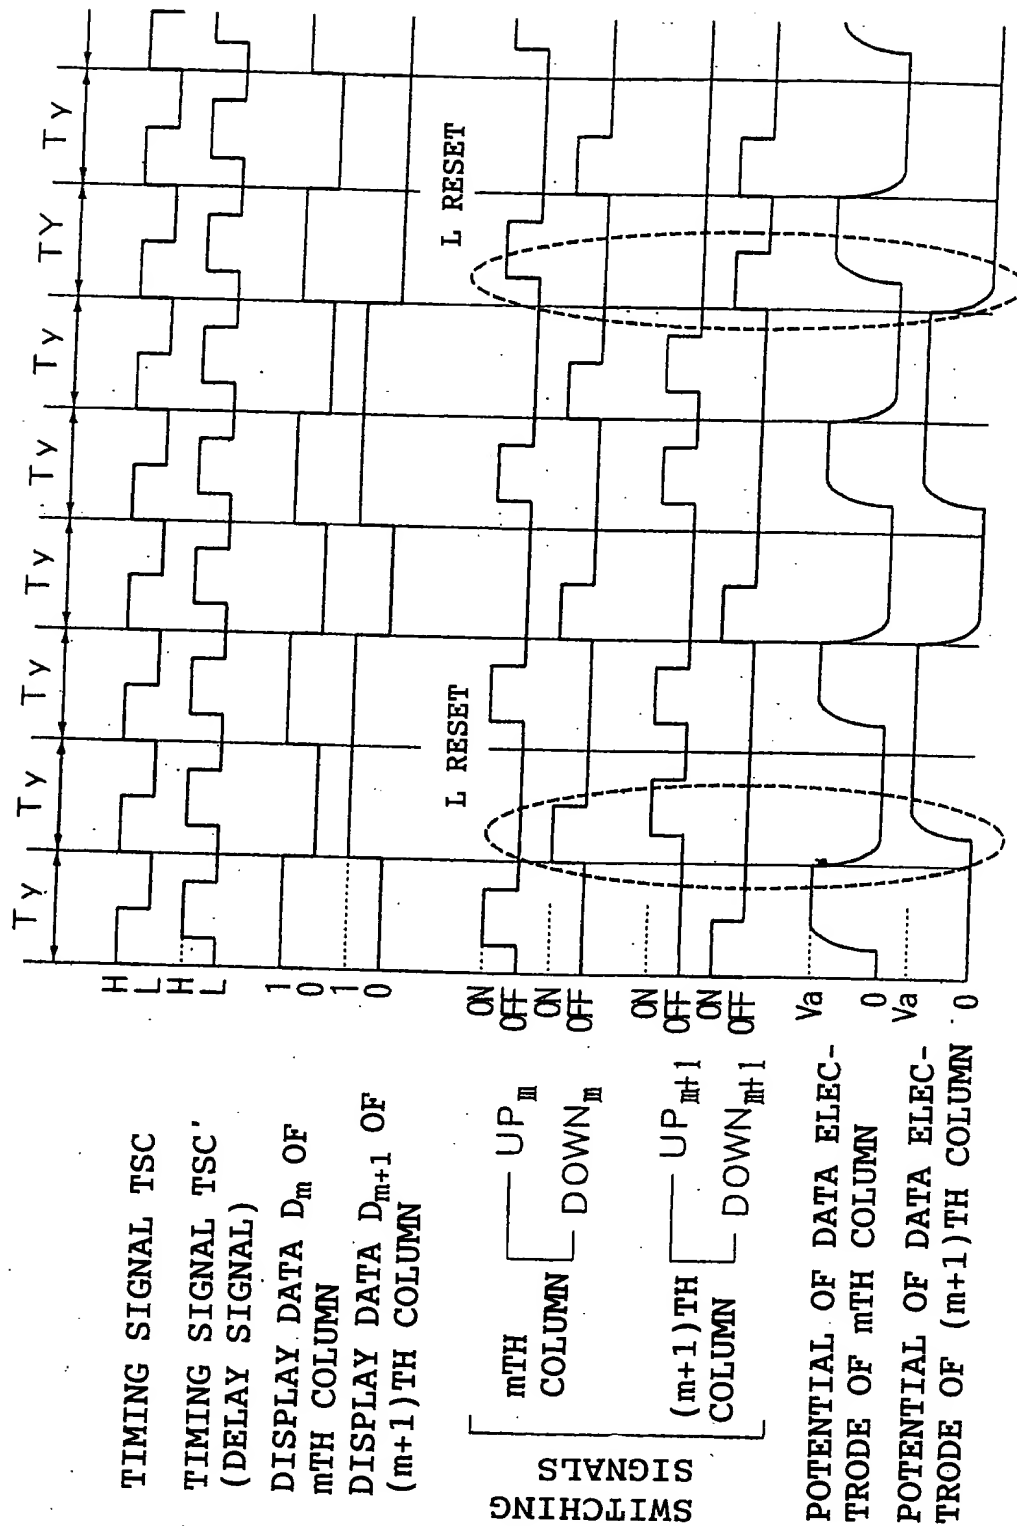 Ty Ty Ty Ty Ty Ty TY Ty
TIMING SIGNAL TSC
H
L
TIMING SIGNAL TSC'
(DELAY SIGNAL)
H
L
DISPLAY DATA Dm OF
mTH COLUMN
1
0
DISPLAY DATA Dm+1 OF
(m+1)TH COLUMN
1
0
L RESET
L RESET
SWITCHING
SIGNALS
mTH
COLUMN
UPm
ON
OFF
DOWNm
ON
OFF
(m+1)TH
COLUMN
UPm+1
ON
OFF
DOWNm+1
ON
OFF
POTENTIAL OF DATA ELEC-
TRODE OF mTH COLUMN
Va
0
POTENTIAL OF DATA ELEC-
TRODE OF (m+1)TH COLUMN
Va
0